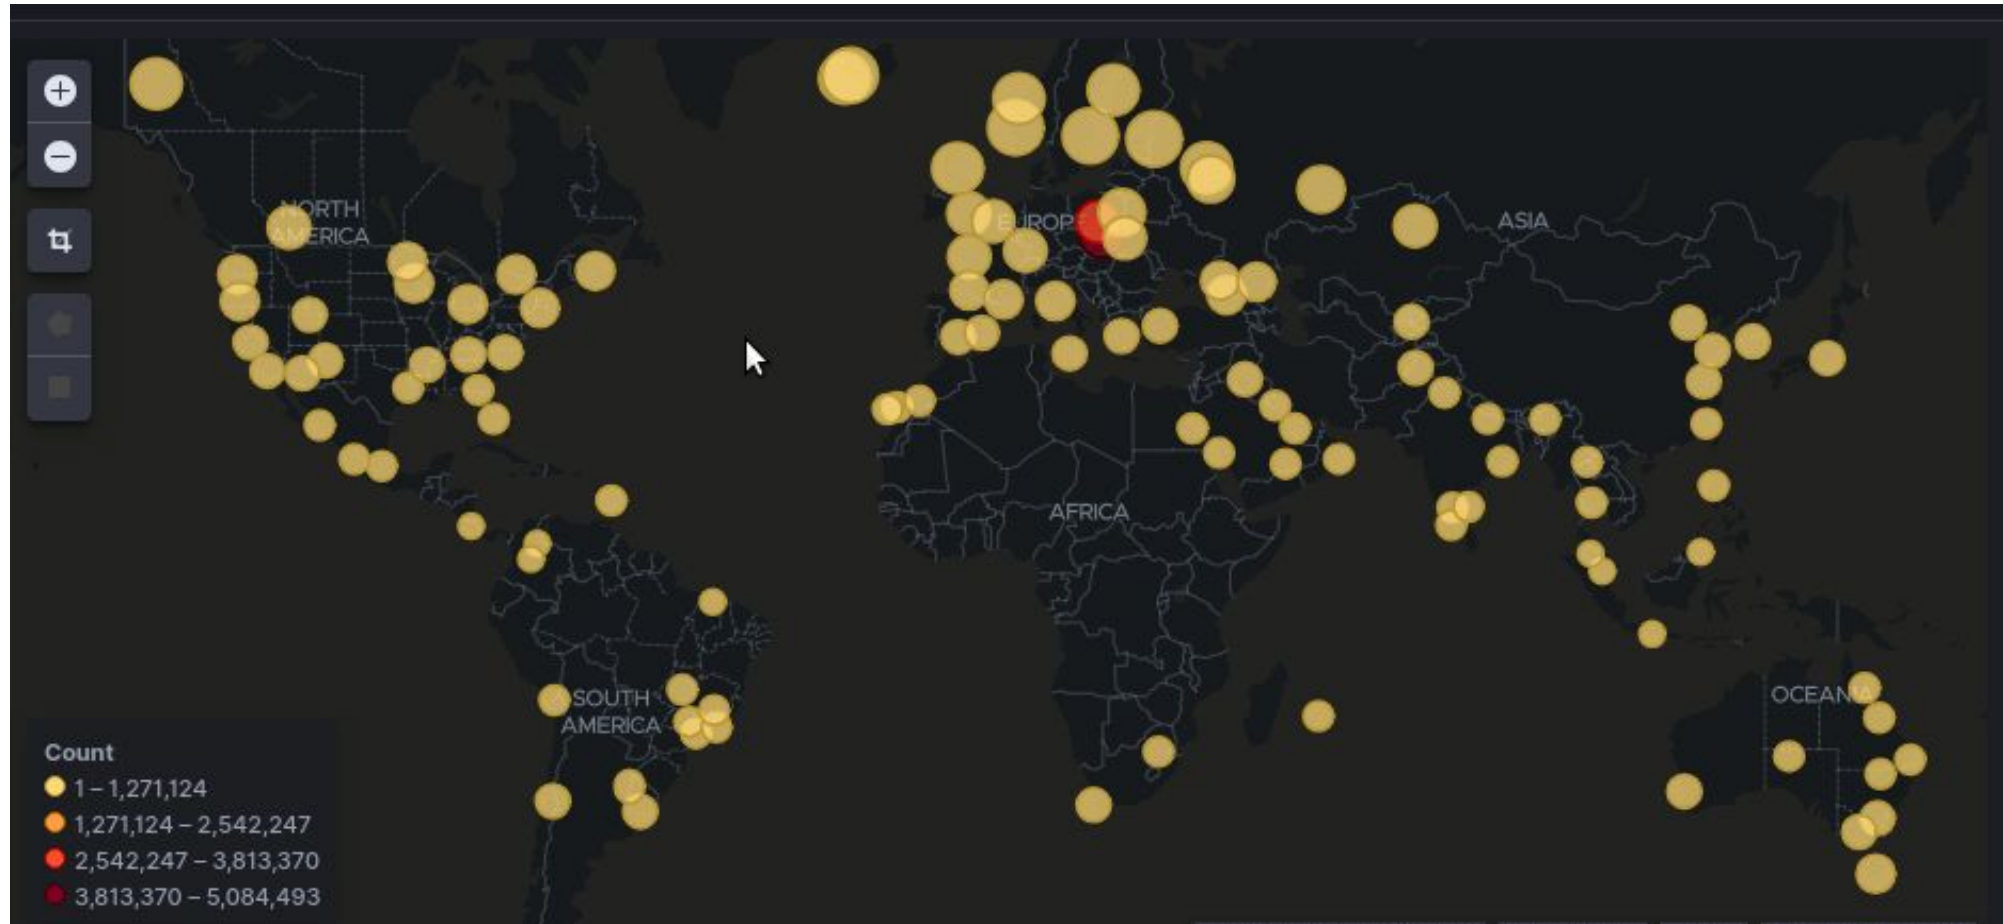 NORTH
AMERICA
EUROP
ASIA
AFRICA
SOUTH
AMERICA
OCEANIA
Count
1 – 1,271,124
1,271,124 – 2,542,247
2,542,247 – 3,813,370
3,813,370 – 5,084,493